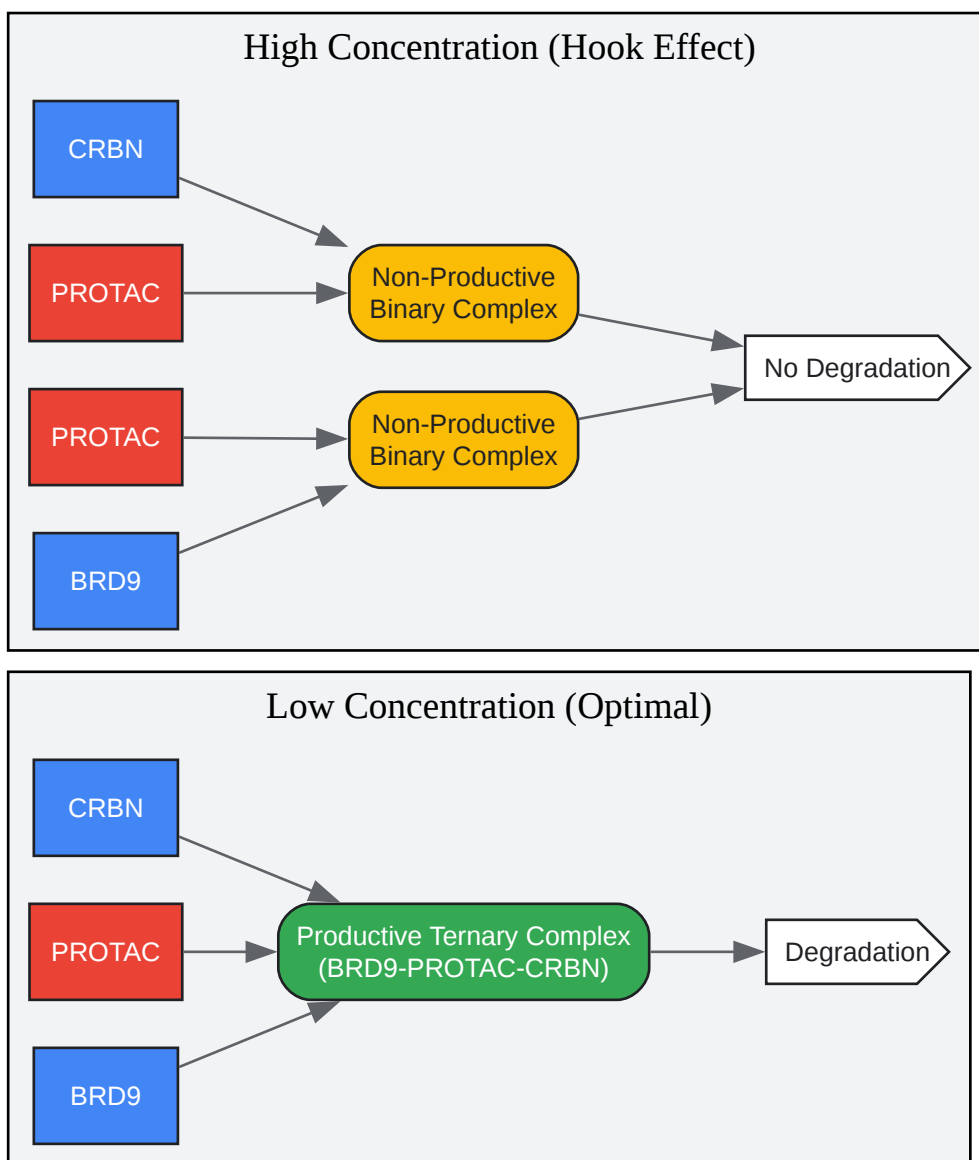 High Concentration (Hook Effect)
CRBN
PROTAC
Non-Productive
Binary Complex
No Degradation
PROTAC
Non-Productive
Binary Complex
BRD9
Low Concentration (Optimal)
CRBN
PROTAC
Productive Ternary Complex
(BRD9-PROTAC-CRBN)
Degradation
BRD9